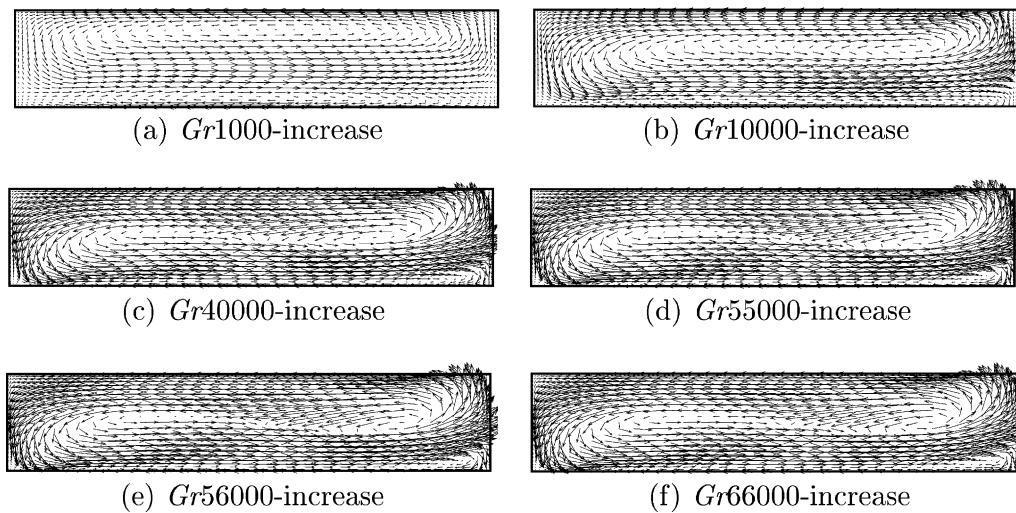 (a) Gr1000-increase
(b) Gr10000-increase
(c) Gr40000-increase
(d) Gr55000-increase
(e) Gr56000-increase
(f) Gr66000-increase